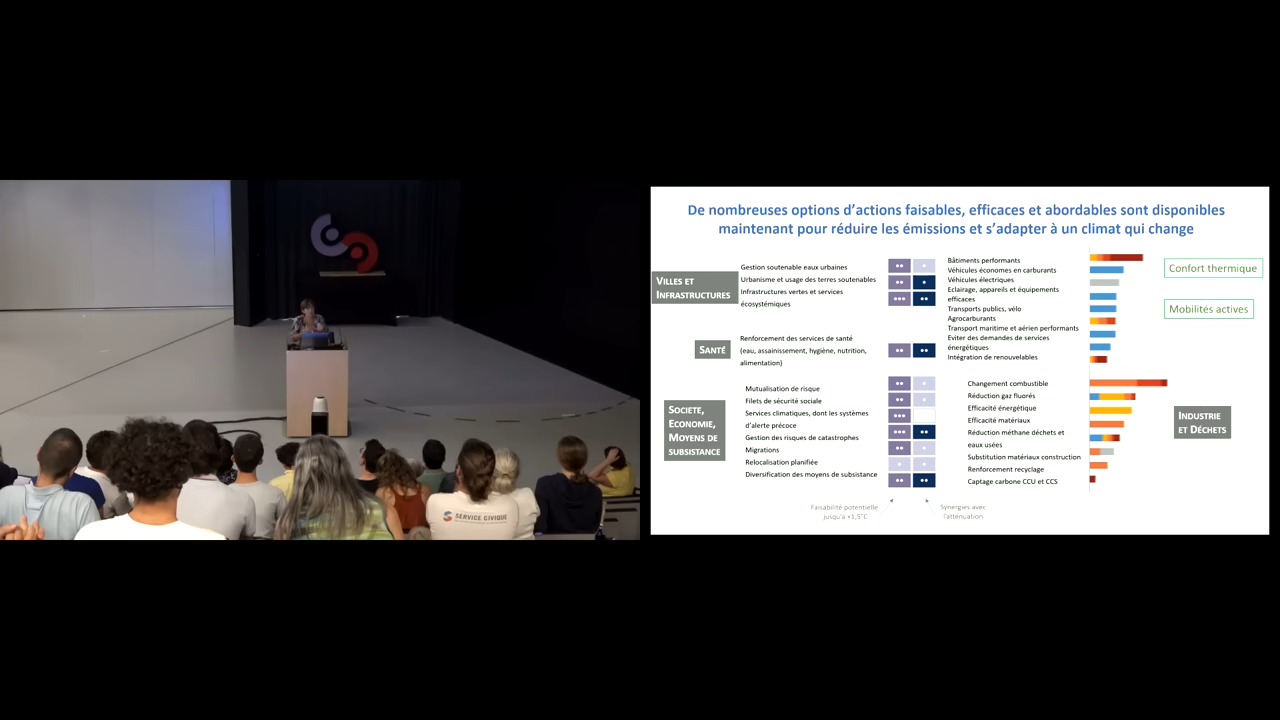 De nombreuses options d'actions faisables, efficaces et abordables sont disponibles
maintenant pour réduire les émissions et s'adapter à un climat qui change
VILLES ET
INFRASTRUCTURES
Gestion soutenable eaux urbaines
Urbanisme et usage des terres soutenables
Infrastructures vertes et services
écosystémiques
SANTÉ
Renforcement des services de santé
(eau, assainissement, hygiène, nutrition,
alimentation)
SOCIETE,
ECONOMIE,
MOYENS DE
SUBSISTANCE
Mutualisation de risque
Filets de sécurité sociale
Services climatiques, dont les systèmes
d'alerte précoce
Gestion des risques de catastrophes
Migrations
Relocalisation planifiée
Diversification des moyens de subsistance
Faisabilité potentielle
jusqu'à +1,5°C
Synergies avec
l'atténuation
Bâtiments performants
Véhicules économes en carburants
Véhicules électriques
Eclairage, appareils et équipements
efficaces
Transports publics, vélo
Agrocarburants
Transport maritime et aérien performants
Eviter des demandes de services
énergétiques
Intégration de renouvelables
Confort thermique
Mobilités actives
Changement combustible
Réduction gaz fluorés
Efficacité énergétique
Efficacité matériaux
Réduction méthane déchets et
eaux usées
Substitution matériaux construction
Renforcement recyclage
Captage carbone CCU et CCS
INDUSTRIE
ET DÉCHETS
SERVICE CIVIQUE